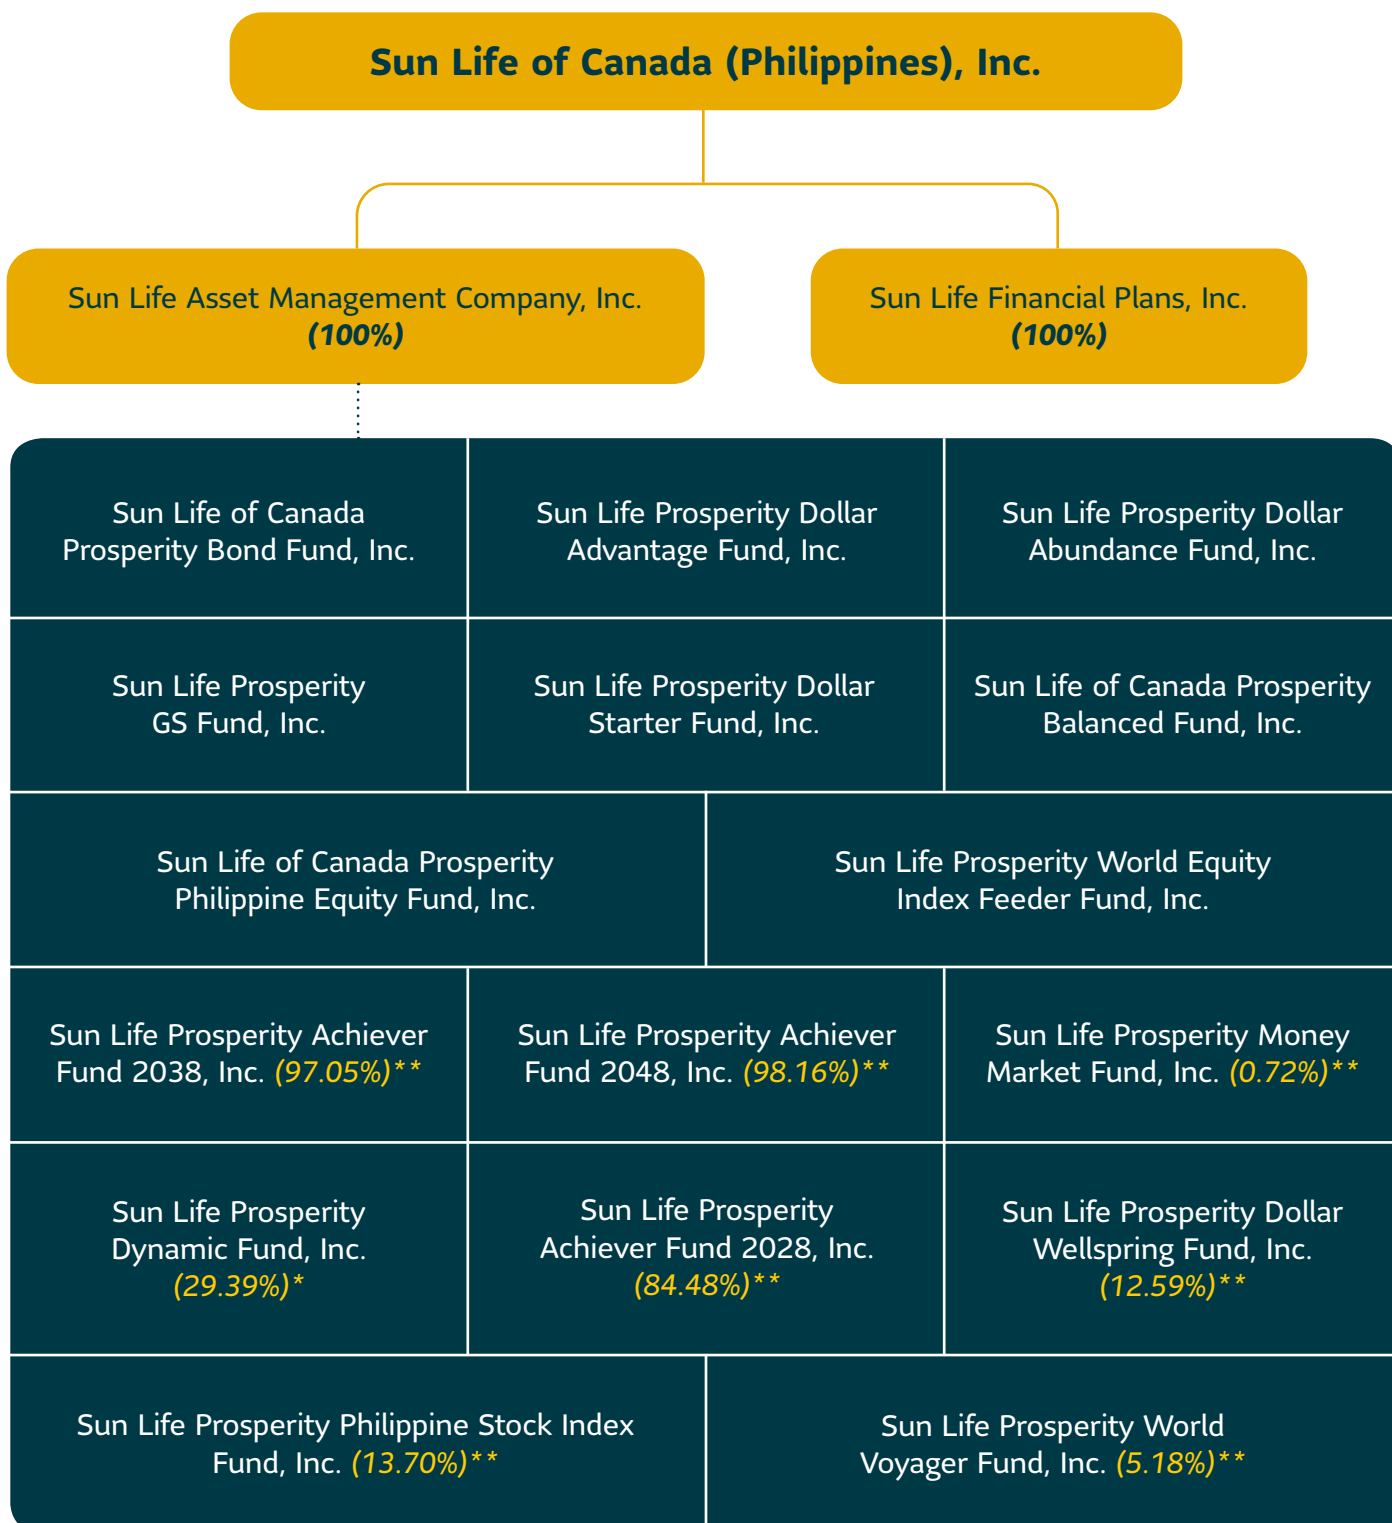 Sun Life of Canada (Philippines), Inc.
Sun Life Asset Management Company, Inc.
(100%)
Sun Life Financial Plans, Inc.
(100%)
Sun Life of Canada
Prosperity Bond Fund, Inc.
Sun Life Prosperity Dollar
Advantage Fund, Inc.
Sun Life Prosperity Dollar
Abundance Fund, Inc.
Sun Life Prosperity
GS Fund, Inc.
Sun Life Prosperity Dollar
Starter Fund, Inc.
Sun Life of Canada Prosperity
Balanced Fund, Inc.
Sun Life of Canada Prosperity
Philippine Equity Fund, Inc.
Sun Life Prosperity World Equity
Index Feeder Fund, Inc.
Sun Life Prosperity Achiever
Fund 2038, Inc. (97.05%)**
Sun Life Prosperity Achiever
Fund 2048, Inc. (98.16%)**
Sun Life Prosperity Money
Market Fund, Inc. (0.72%)**
Sun Life Prosperity
Dynamic Fund, Inc.
(29.39%)*
Sun Life Prosperity
Achiever Fund 2028, Inc.
(84.48%)**
Sun Life Prosperity Dollar
Wellspring Fund, Inc.
(12.59%)**
Sun Life Prosperity Philippine Stock Index
Fund, Inc. (13.70%)**
Sun Life Prosperity World
Voyager Fund, Inc. (5.18%)**